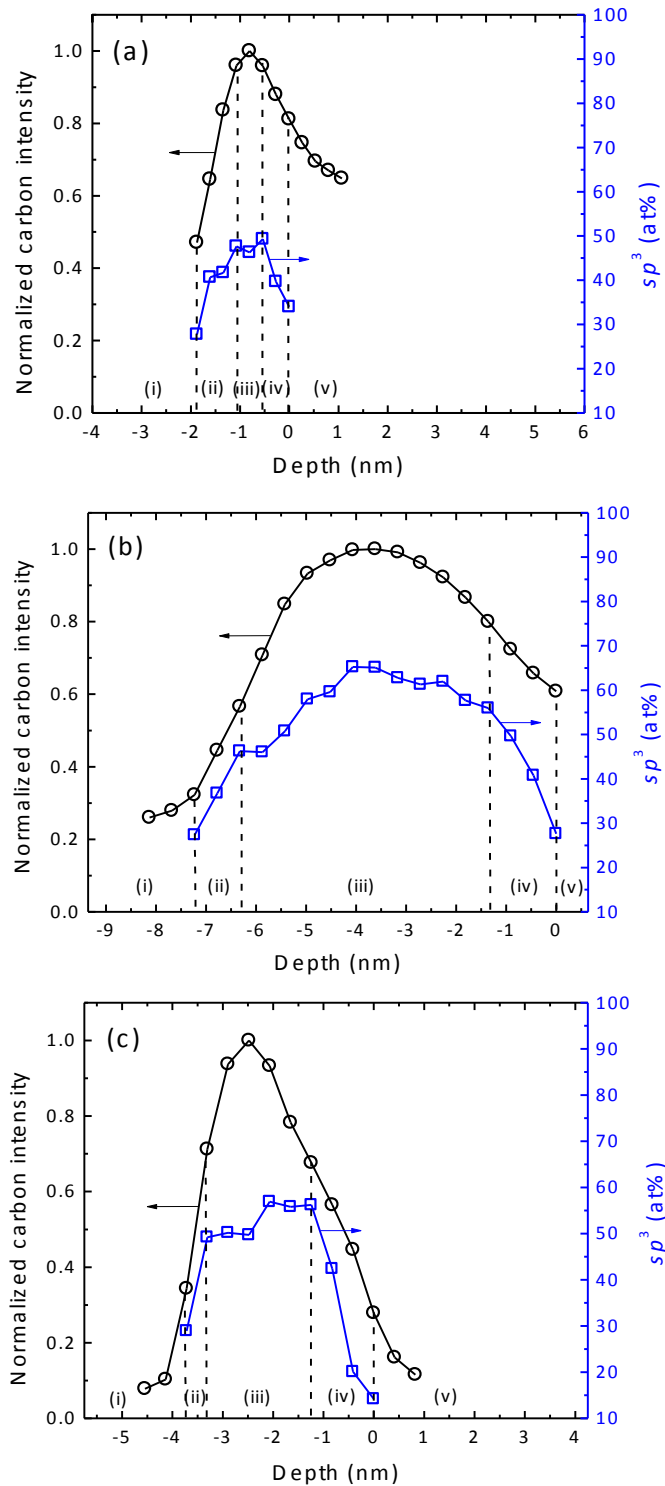 (a)
Normalized carbon intensity
1.0
0.8
0.6
0.4
0.2
0.0
100
90
80
70
60
50
40
30
20
10
sp³ (at%)
(i) (ii) (iii) (iv) (v)
-4 -3 -2 -1 0 1 2 3 4 5 6
Depth (nm)
(b)
Normalized carbon intensity
1.0
0.8
0.6
0.4
0.2
0.0
100
90
80
70
60
50
40
30
20
10
sp³ (at%)
(i) (ii) (iii) (iv) (v)
-9 -8 -7 -6 -5 -4 -3 -2 -1 0
Depth (nm)
(c)
Normalized carbon intensity
1.0
0.8
0.6
0.4
0.2
0.0
100
90
80
70
60
50
40
30
20
10
sp³ (at%)
(i) (ii) (iii) (iv) (v)
-5 -4 -3 -2 -1 0 1 2 3 4
Depth (nm)